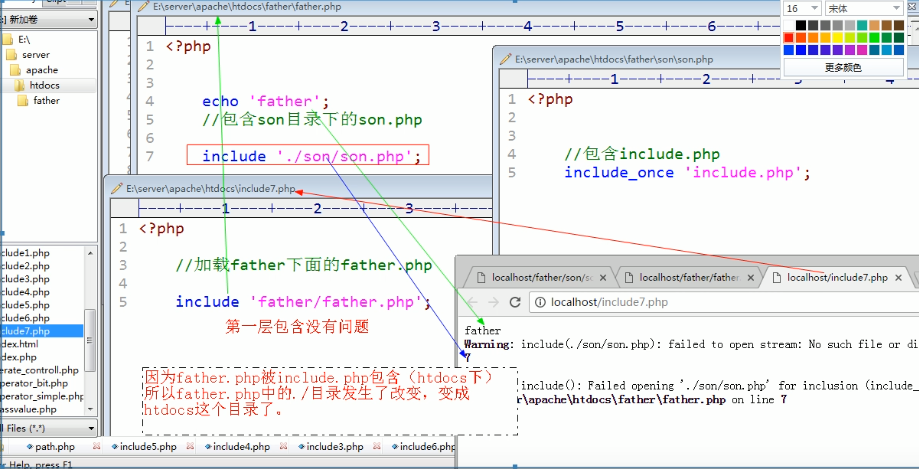 E:\server\apache\htdocs\father\father.php
16
宋体
更多颜色
新加卷
E:\
server
apache
htdocs
father
1 <?php
2
3
4 echo 'father';
5 //包含son目录下的son.php
6
7 include './son/son.php';
E:\server\apache\htdocs\father\son\son.php
1 <?php
2
3
4 //包含include.php
5 include_once 'include.php';
E:\server\apache\htdocs\include7.php
1 <?php
2
3 //加载father下面的father.php
4
5 include 'father/father.php';
第一层包含没有问题
因为father.php被include.php包含（htdocs下）
所以father.php中的./目录发生了改变，变成
htdocs这个目录了。
clude1.php
clude2.php
clude3.php
clude4.php
clude5.php
clude6.php
clude7.php
dex.html
dex.php
erate_controll.php
perator_bit.php
perator_simple.php
assvalue.php
ll Files (*.*)
localhost/father/son/s
localhost/father/father
localhost/include7.php
localhost/include7.php
father
Warning: include(./son/son.php): failed to open stream: No such file or di
7
include(): Failed opening './son/son.php' for inclusion (include_
r\apache\htdocs\father\father.php on line 7
path.php
include5.php
include4.php
include3.php
include6.php
Help, press F1